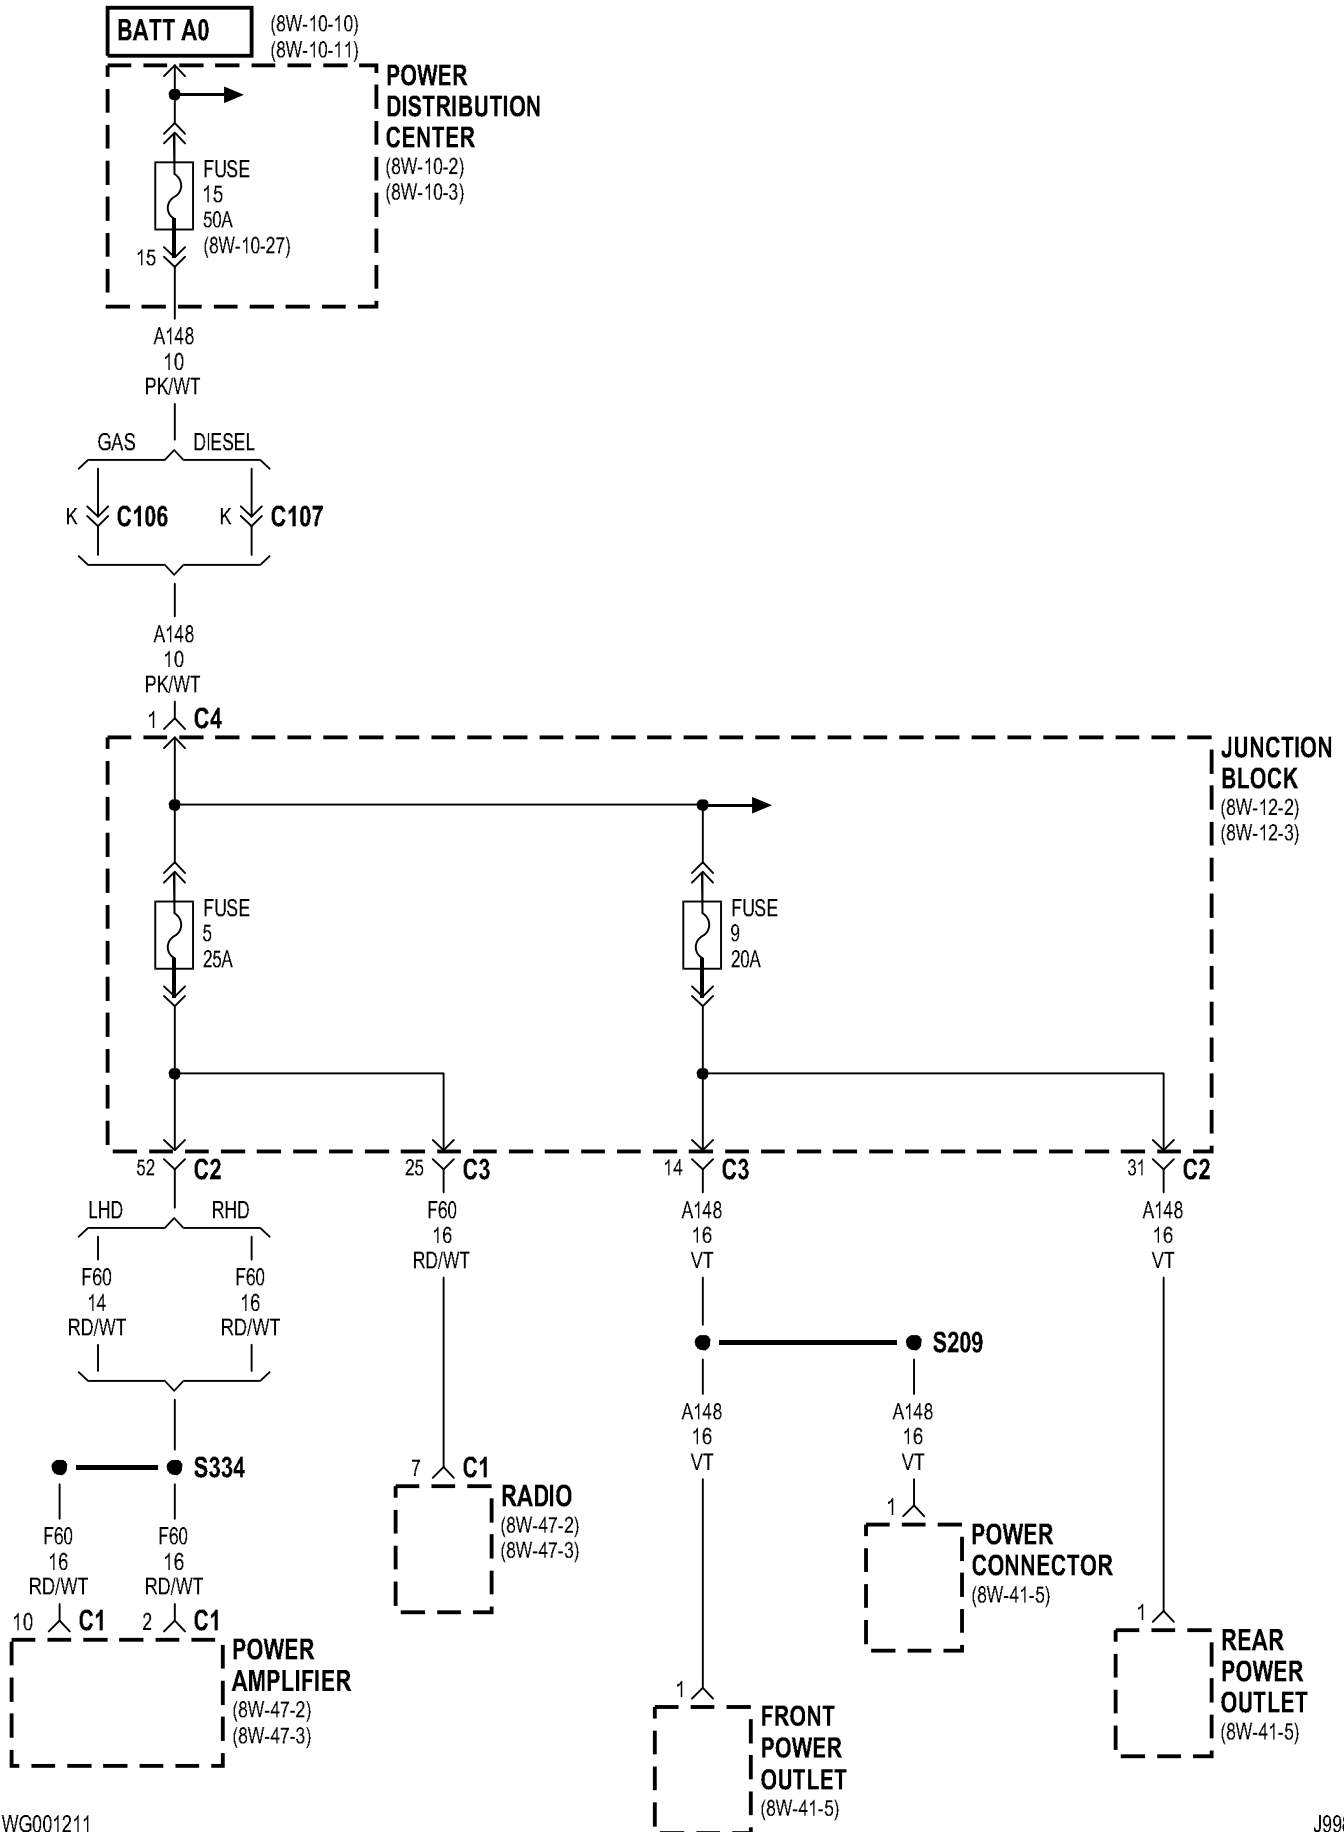 BATT A0
(8W-10-10)
(8W-10-11)
POWER
DISTRIBUTION
CENTER
(8W-10-2)
(8W-10-3)
FUSE
15
50A
(8W-10-27)
15
A148
10
PK/WT
GAS
DIESEL
K
C106
K
C107
A148
10
PK/WT
1
C4
JUNCTION
BLOCK
(8W-12-2)
(8W-12-3)
FUSE
5
25A
FUSE
9
20A
52
C2
25
C3
14
C3
31
C2
LHD
RHD
F60
14
RD/WT
F60
16
RD/WT
F60
16
RD/WT
A148
16
VT
A148
16
VT
S209
A148
16
VT
A148
16
VT
S334
F60
16
RD/WT
F60
16
RD/WT
10
C1
2
C1
POWER
AMPLIFIER
(8W-47-2)
(8W-47-3)
7
C1
RADIO
(8W-47-2)
(8W-47-3)
1
POWER
CONNECTOR
(8W-41-5)
1
REAR
POWER
OUTLET
(8W-41-5)
1
FRONT
POWER
OUTLET
(8W-41-5)
WG001211